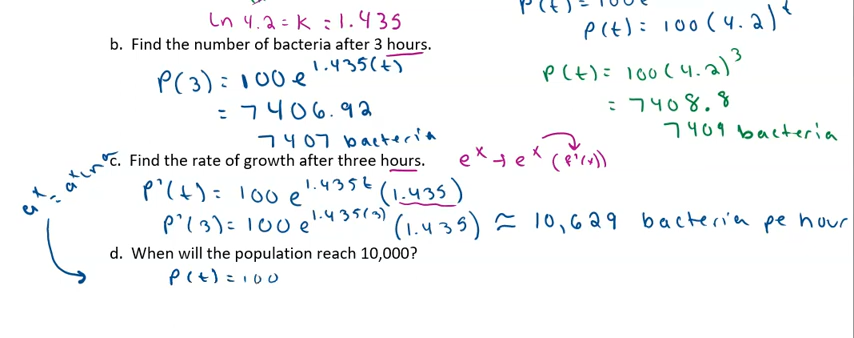 ln 4.2 = K = 1.435
P(t) = 100(4.2)^t
b. Find the number of bacteria after 3 hours.
P(3) = 100 e^1.435(t)
= 7406.92
7407 bacteria
P(t) = 100(4.2)^3
= 7408.8
7409 bacteria
c. Find the rate of growth after three hours.
e^x → e^x (f'(x))
P'(t) = 100 e^1.435t (1.435)
P'(3) = 100 e^1.435(3) (1.435) ≈ 10,629 bacteria pe hour
d. When will the population reach 10,000?
P(t) = 100